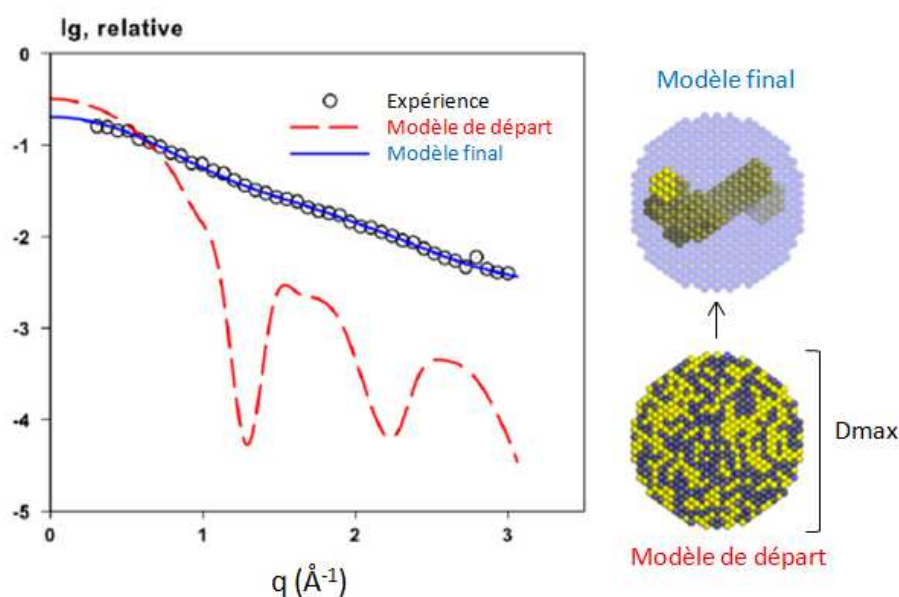 lg, relative
0
-1
-2
-3
-4
-5
0
1
2
3
q (Å⁻¹)
Expérience
Modèle de départ
Modèle final
Modèle final
Dmax
Modèle de départ